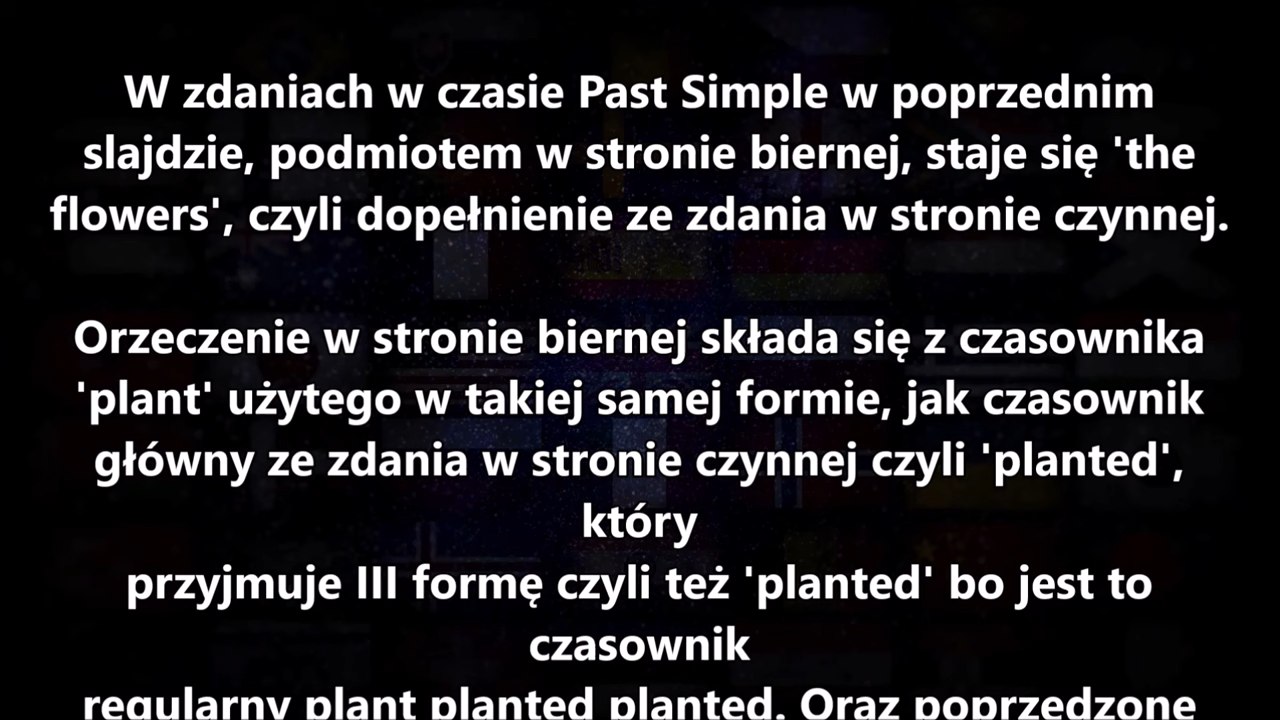 W zdaniach w czasie Past Simple w poprzednim
slajdzie, podmiotem w stronie biernej, staje się 'the
flowers', czyli dopełnienie ze zdania w stronie czynnej.
Orzeczenie w stronie biernej składa się z czasownika
'plant' użytego w takiej samej formie, jak czasownik
główny ze zdania w stronie czynnej czyli 'planted',
który
przyjmuje III formę czyli też 'planted' bo jest to
czasownik
regularny plant planted planted. Oraz poprzedzone